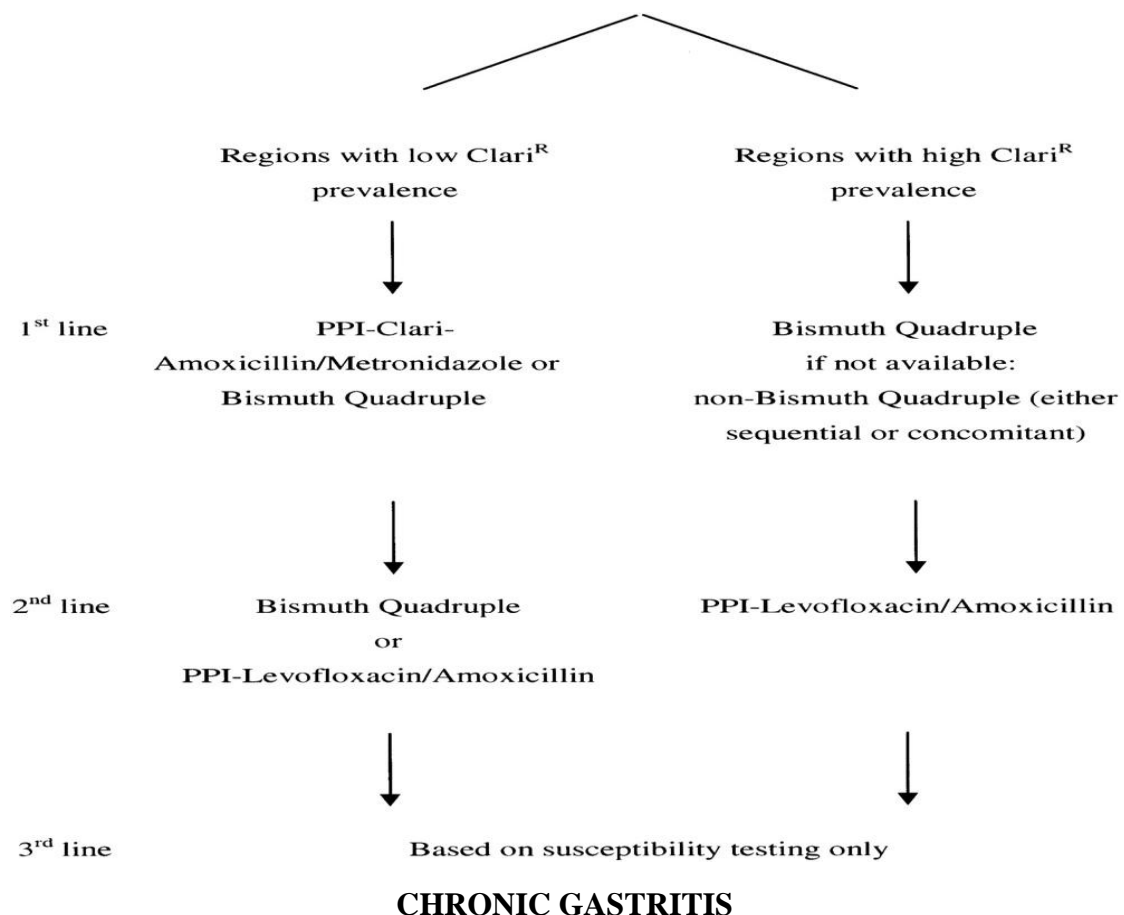 Regions with low Clari^R
prevalence
Regions with high Clari^R
prevalence
1st line
PPI-Clari-
Amoxicillin/Metronidazole or
Bismuth Quadruple
Bismuth Quadruple
if not available:
non-Bismuth Quadruple (either
sequential or concomitant)
2nd line
Bismuth Quadruple
or
PPI-Levofloxacin/Amoxicillin
PPI-Levofloxacin/Amoxicillin
3rd line
Based on susceptibility testing only
CHRONIC GASTRITIS